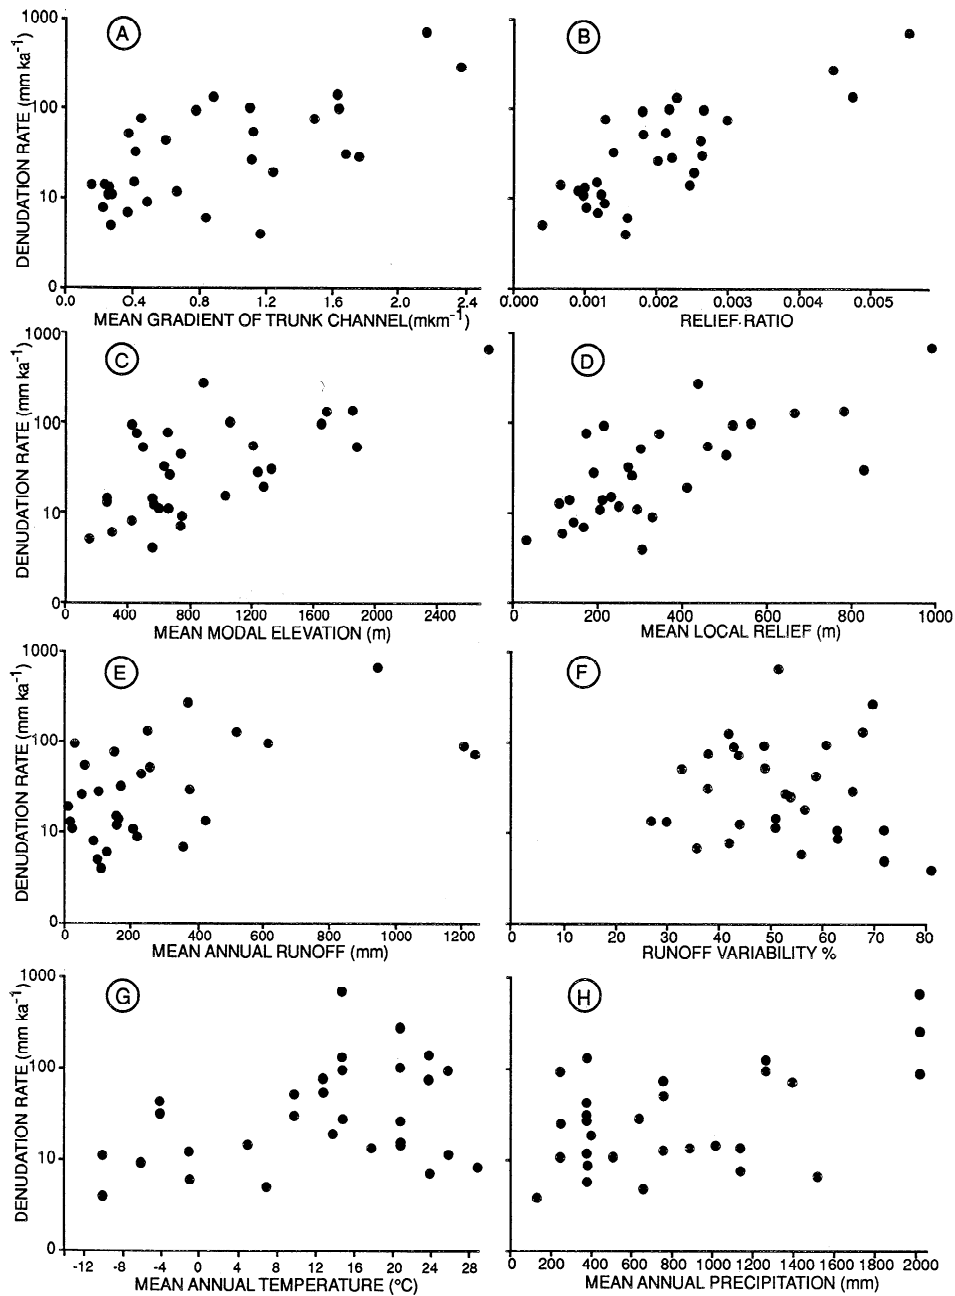 A
DENUDATION RATE (mm ka⁻¹)
1000
100
10
0
0.0 0.4 0.8 1.2 1.6 2.0 2.4
MEAN GRADIENT OF TRUNK CHANNEL(mkm⁻¹)
B
0.000 0.001 0.002 0.003 0.004 0.005
RELIEF RATIO
C
DENUDATION RATE (mm ka⁻¹)
1000
100
10
0
0 400 800 1200 1600 2000 2400
MEAN MODAL ELEVATION (m)
D
0 200 400 600 800 1000
MEAN LOCAL RELIEF (m)
E
DENUDATION RATE (mm ka⁻¹)
1000
100
10
0
0 200 400 600 800 1000 1200
MEAN ANNUAL RUNOFF (mm)
F
0 10 20 30 40 50 60 70 80
RUNOFF VARIABILITY %
G
DENUDATION RATE (mm ka⁻¹)
1000
100
10
0
-12 -8 -4 0 4 8 12 16 20 24 28
MEAN ANNUAL TEMPERATURE (°C)
H
0 200 400 600 800 1000 1200 1400 1600 1800 2000
MEAN ANNUAL PRECIPITATION (mm)